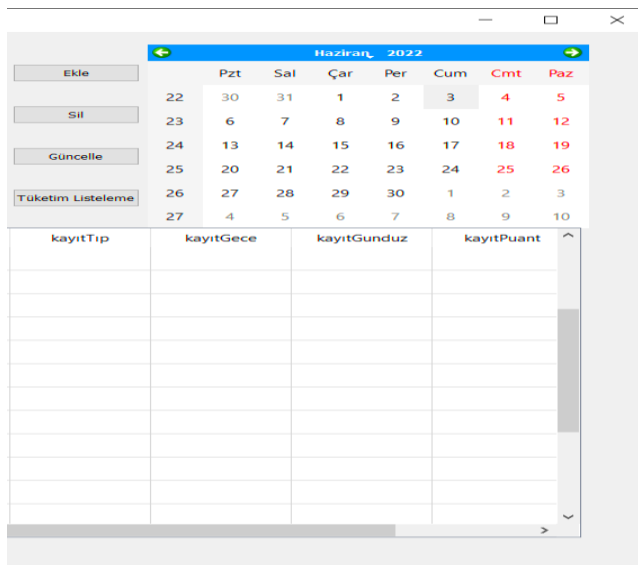 Haziran, 2022
Ekle
Pzt Sal Çar Per Cum Cmt Paz
22 30 31 1 2 3 4 5
Sil
23 6 7 8 9 10 11 12
24 13 14 15 16 17 18 19
Güncelle
25 20 21 22 23 24 25 26
Tüketim Listeleme
26 27 28 29 30 1 2 3
27 4 5 6 7 8 9 10
kayıtTıp kayıtGece kayıtGunduz kayıtPuant